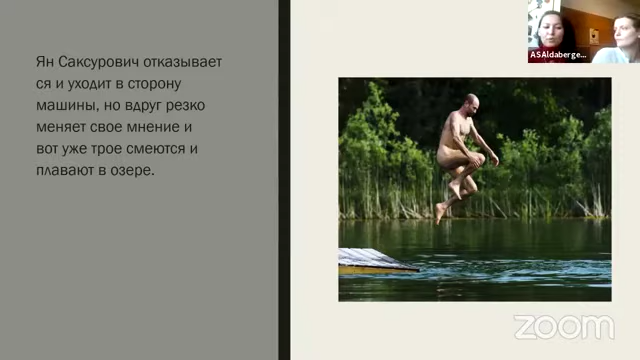 Ян Саксурович отказывает
ся и уходит в сторону
машины, но вдруг резко
меняет свое мнение и
вот уже трое смеются и
плавают в озере.
ASAldaberge...
zoom